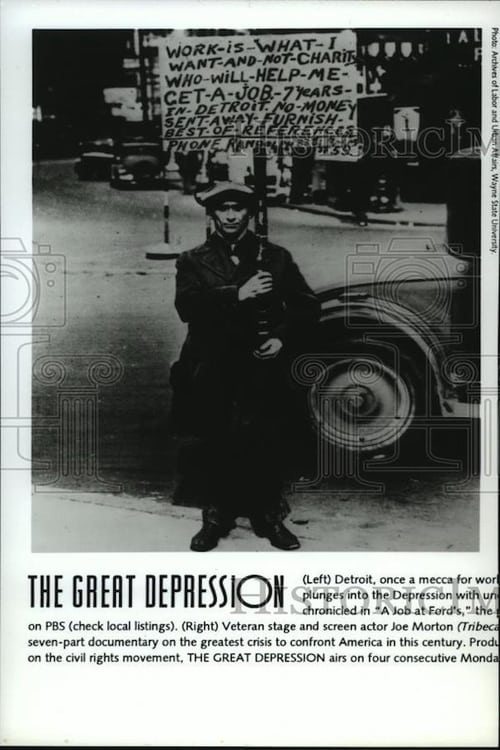 WORK-IS-WHAT-I
WANT-AND-NOT-CHARITY
WHO-WILL-HELP-ME-
GET-A-JOB-7 YEARS-
IN-DETROIT. NO-MONEY
SENT AWAY-FURNISH-
BEST-OF-REFERENCES
PHONE
Photo: Archives of Labor and Urban Affairs, Wayne State University.
HISTORIC IMAGES
THE GREAT DEPRESSION
(Left) Detroit, once a mecca for
plunges into the Depression with
chronicled in "A Job at Ford's," the
on PBS (check local listings). (Right) Veteran stage and screen actor Joe Morton (Tribeca
seven-part documentary on the greatest crisis to confront America in this century.
on the civil rights movement, THE GREAT DEPRESSION airs on four consecutive